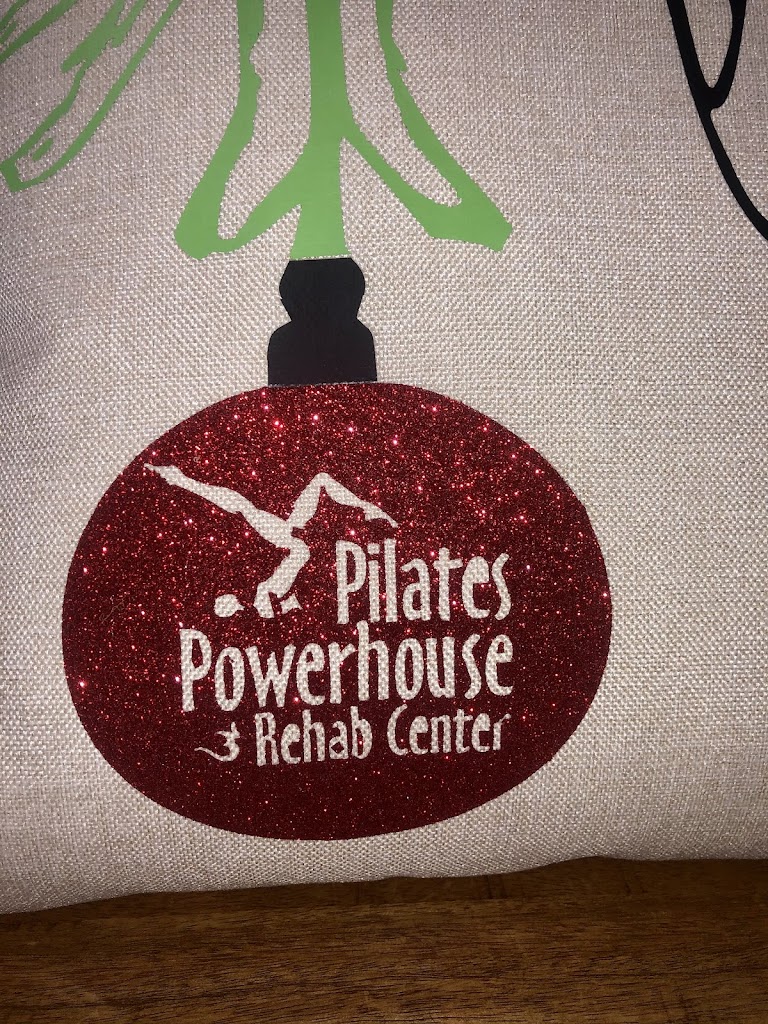 Pilates
Powerhouse
& Rehab Center